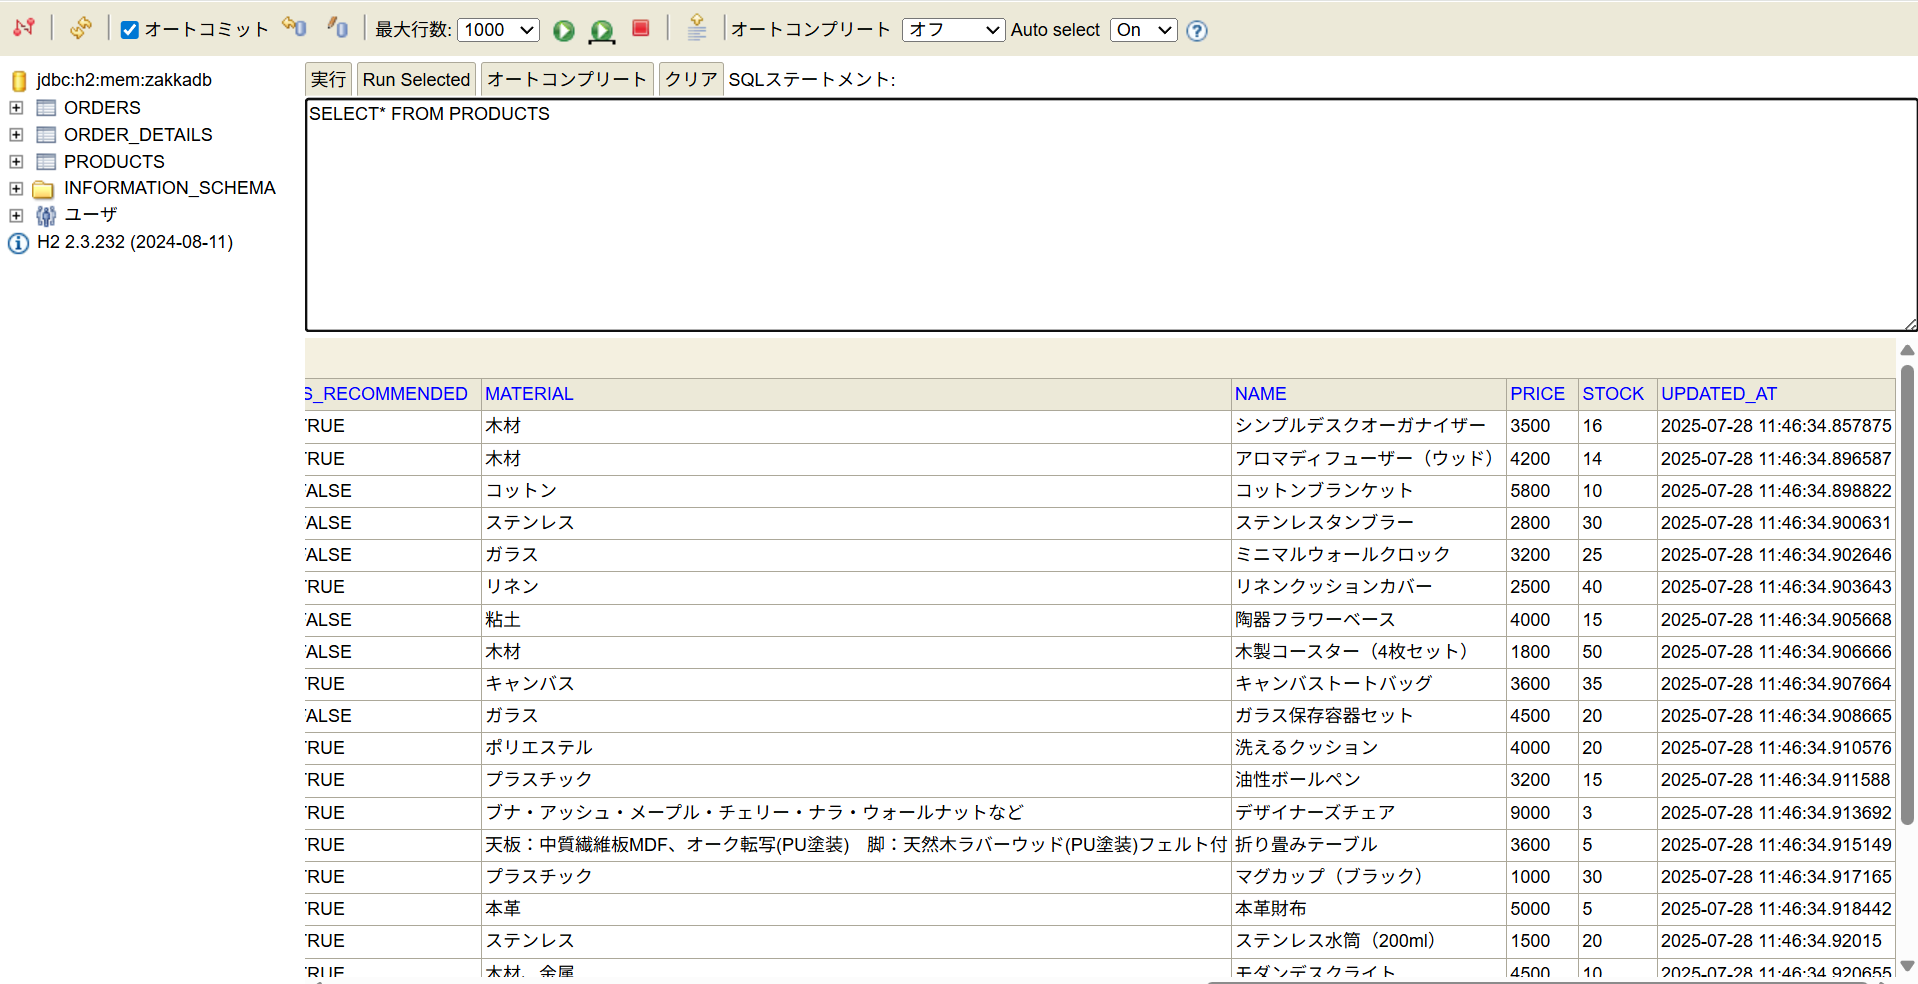 オートコミット 最大行数: 1000 オートコンプリート オフ Auto select On
jdbc:h2:mem:zakkadb
ORDERS
ORDER_DETAILS
PRODUCTS
INFORMATION_SCHEMA
ユーザ
H2 2.3.232 (2024-08-11)
実行 Run Selected オートコンプリート クリア SQLステートメント:
SELECT* FROM PRODUCTS
S_RECOMMENDED MATERIAL NAME PRICE STOCK UPDATED_AT
TRUE 木材 シンプルデスクオーガナイザー 3500 16 2025-07-28 11:46:34.857875
TRUE 木材 アロマディフューザー（ウッド） 4200 14 2025-07-28 11:46:34.896587
FALSE コットン コットンブランケット 5800 10 2025-07-28 11:46:34.898822
FALSE ステンレス ステンレスタンブラー 2800 30 2025-07-28 11:46:34.900631
FALSE ガラス ミニマルウォールクロック 3200 25 2025-07-28 11:46:34.902646
TRUE リネン リネンクッションカバー 2500 40 2025-07-28 11:46:34.903643
FALSE 粘土 陶器フラワーベース 4000 15 2025-07-28 11:46:34.905668
FALSE 木材 木製コースター（4枚セット） 1800 50 2025-07-28 11:46:34.906666
TRUE キャンバス キャンバストートバッグ 3600 35 2025-07-28 11:46:34.907664
FALSE ガラス ガラス保存容器セット 4500 20 2025-07-28 11:46:34.908665
TRUE ポリエステル 洗えるクッション 4000 20 2025-07-28 11:46:34.910576
TRUE プラスチック 油性ボールペン 3200 15 2025-07-28 11:46:34.911588
TRUE ブナ・アッシュ・メープル・チェリー・ナラ・ウォールナットなど デザイナーズチェア 9000 3 2025-07-28 11:46:34.913692
TRUE 天板：中質繊維板MDF、オーク転写(PU塗装)　脚：天然木ラバーウッド(PU塗装)フェルト付 折り畳みテーブル 3600 5 2025-07-28 11:46:34.915149
TRUE プラスチック マグカップ（ブラック） 1000 30 2025-07-28 11:46:34.917165
TRUE 本革 本革財布 5000 5 2025-07-28 11:46:34.918442
TRUE ステンレス ステンレス水筒（200ml） 1500 20 2025-07-28 11:46:34.92015
TRUE 木材、金属 モダンデスクライト 4500 10 2025-07-28 11:46:34.920655